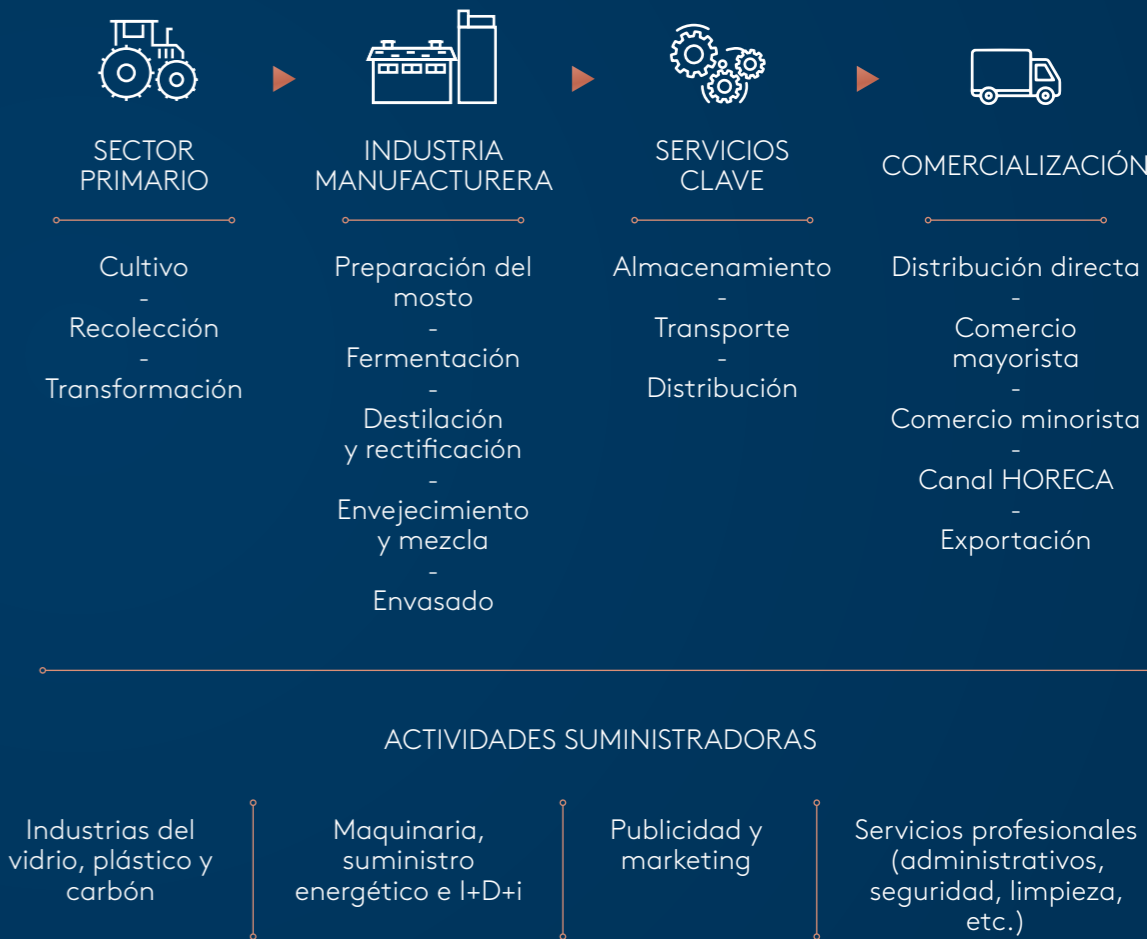 SECTOR
PRIMARIO
Cultivo
-
Recolección
-
Transformación
INDUSTRIA
MANUFACTURERA
Preparación del
mosto
-
Fermentación
-
Destilación
y rectificación
-
Envejecimiento
y mezcla
-
Envasado
SERVICIOS
CLAVE
Almacenamiento
-
Transporte
-
Distribución
COMERCIALIZACIÓN
Distribución directa
-
Comercio
mayorista
-
Comercio minorista
-
Canal HORECA
-
Exportación
ACTIVIDADES SUMINISTRADORAS
Industrias del
vidrio, plástico y
carbón
Maquinaria,
suministro
energético e I+D+i
Publicidad y
marketing
Servicios profesionales
(administrativos,
seguridad, limpieza,
etc.)